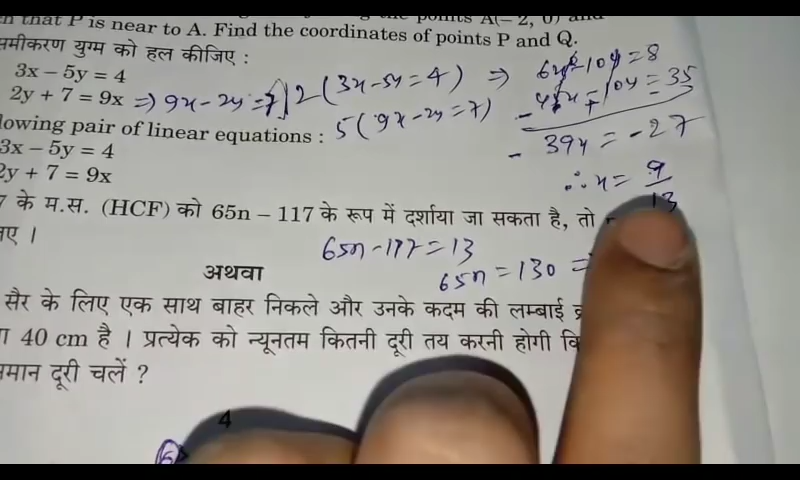 that P is near to A. Find the coordinates of points P and Q.
समीकरण युग्म को हल कीजिए :
3x – 5y = 4
2y + 7 = 9x ⇒ 9x – 2y = 7
2 ( 3x – 5y = 4 ) ⇒ 6x – 10y = 8
5 ( 9x – 2y = 7 ) 45x – 10y = 35
– 39x = – 27
∴ x = 9/13
lowing pair of linear equations :
3x – 5y = 4
2y + 7 = 9x
7 के म.स. (HCF) को 65n – 117 के रूप में दर्शाया जा सकता है, तो
65n – 117 = 13
65n = 130 =
अथवा
सैर के लिए एक साथ बाहर निकले और उनके कदम की लम्बाई
40 cm है । प्रत्येक को न्यूनतम कितनी दूरी तय करनी होगी कि
समान दूरी चलें ?
4